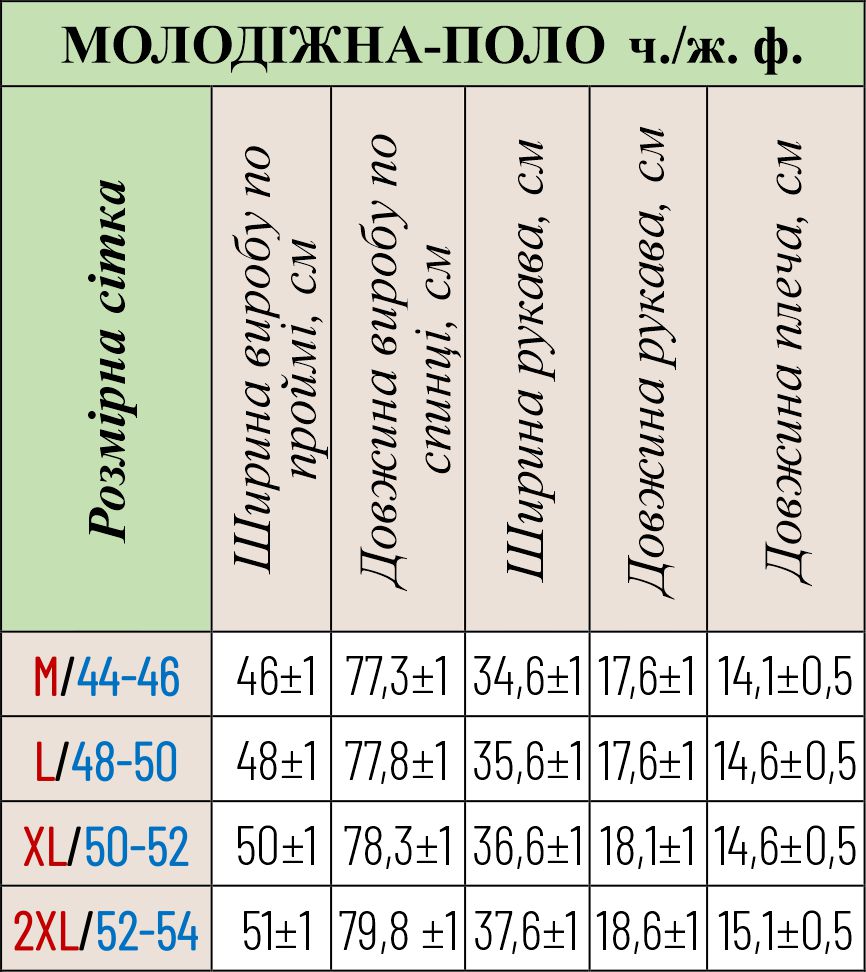 МОЛОДІЖНА-ПОЛО ч./ж. ф.
Розмірна сітка
Ширина виробу по
проймі, см
Довжина виробу по
спинці, см
Ширина рукава, см
Довжина рукава, см
Довжина плеча, см
M/44-46 46±1 77,3±1 34,6±1 17,6±1 14,1±0,5
L/48-50 48±1 77,8±1 35,6±1 17,6±1 14,6±0,5
XL/50-52 50±1 78,3±1 36,6±1 18,1±1 14,6±0,5
2XL/52-54 51±1 79,8 ±1 37,6±1 18,6±1 15,1±0,5